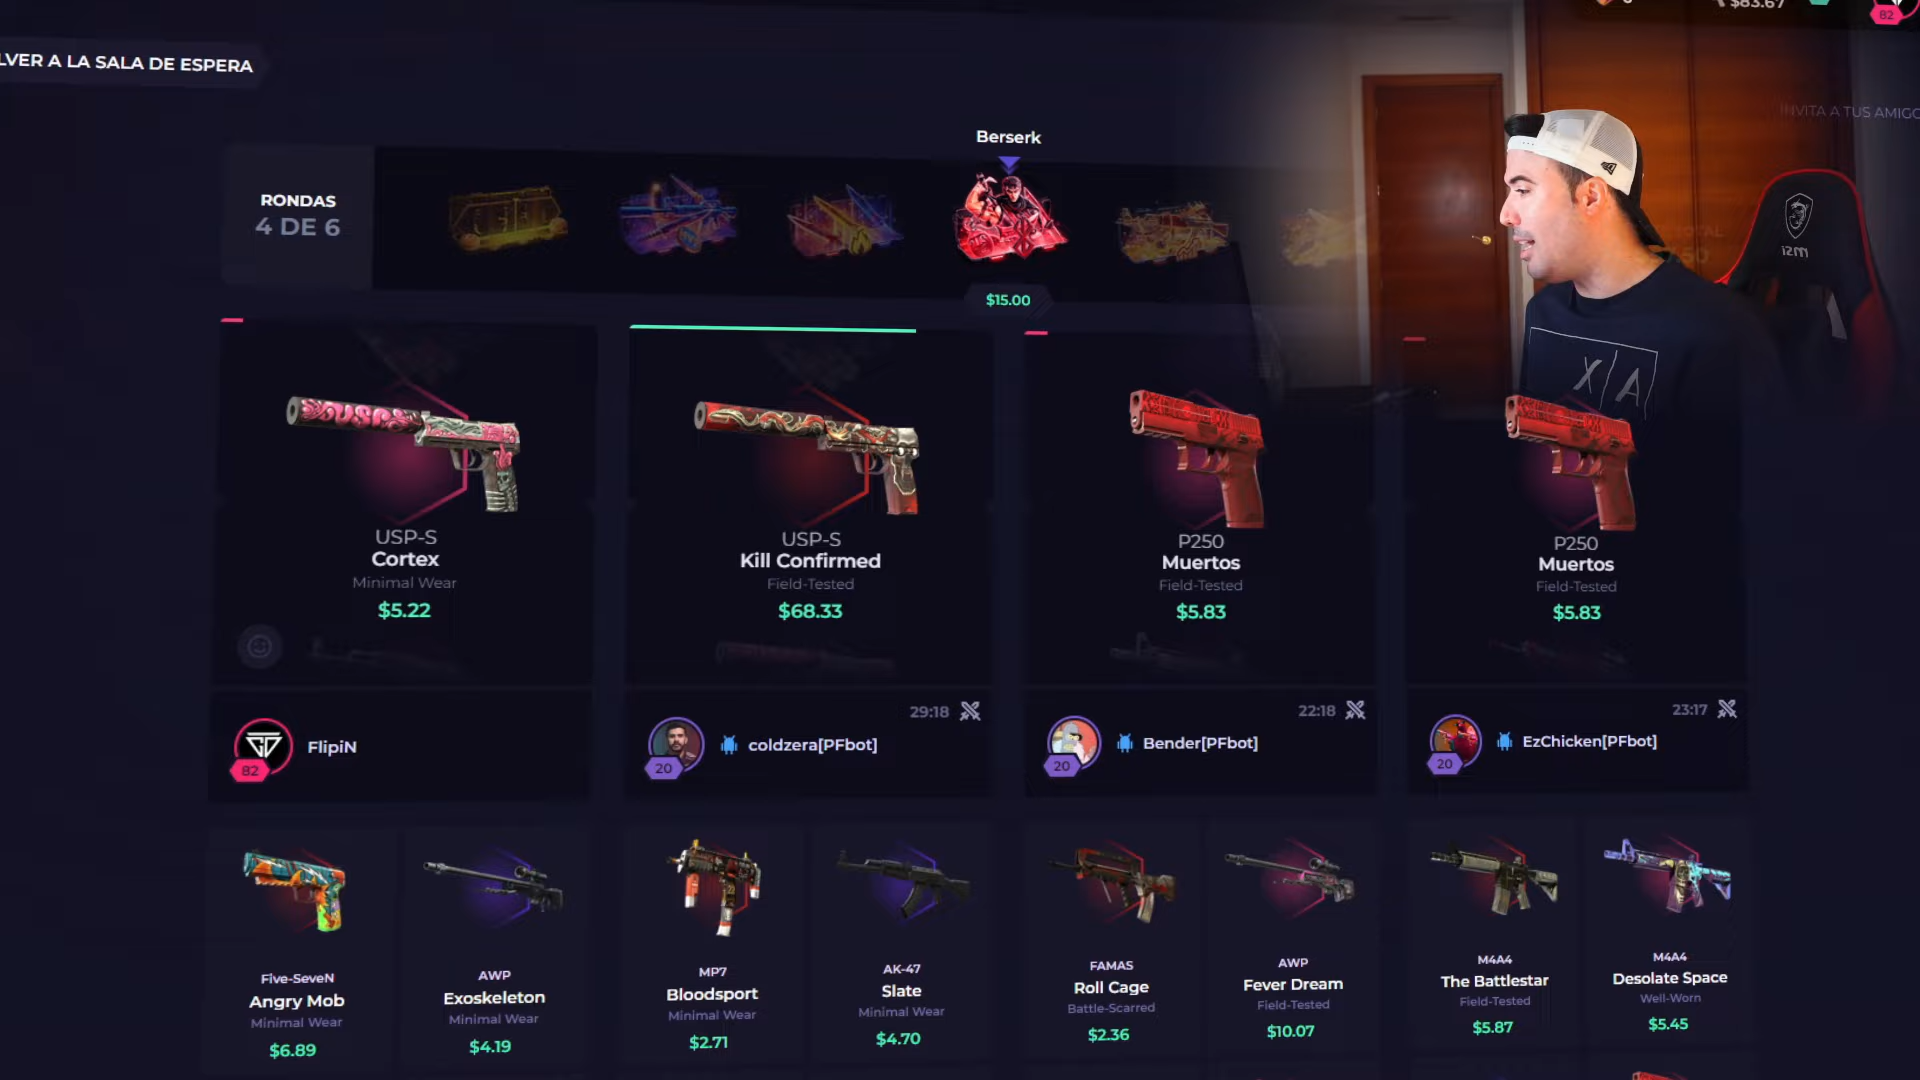 $83.67
82
LVER A LA SALA DE ESPERA
INVITA A TUS AMIGO
Berserk
RONDAS
4 DE 6
$15.00
msi
X/A
USP-S
Cortex
Minimal Wear
$5.22
USP-S
Kill Confirmed
Field-Tested
$68.33
P250
Muertos
Field-Tested
$5.83
P250
Muertos
Field-Tested
$5.83
82
FlipiN
29:18
20
coldzera[PFbot]
22:18
20
Bender[PFbot]
23:17
20
EzChicken[PFbot]
Five-SeveN
Angry Mob
Minimal Wear
$6.89
AWP
Exoskeleton
Minimal Wear
$4.19
MP7
Bloodsport
Minimal Wear
$2.71
AK-47
Slate
Minimal Wear
$4.70
FAMAS
Roll Cage
Battle-Scarred
$2.36
AWP
Fever Dream
Field-Tested
$10.07
M4A4
The Battlestar
Field-Tested
$5.87
M4A4
Desolate Space
Well-Worn
$5.45